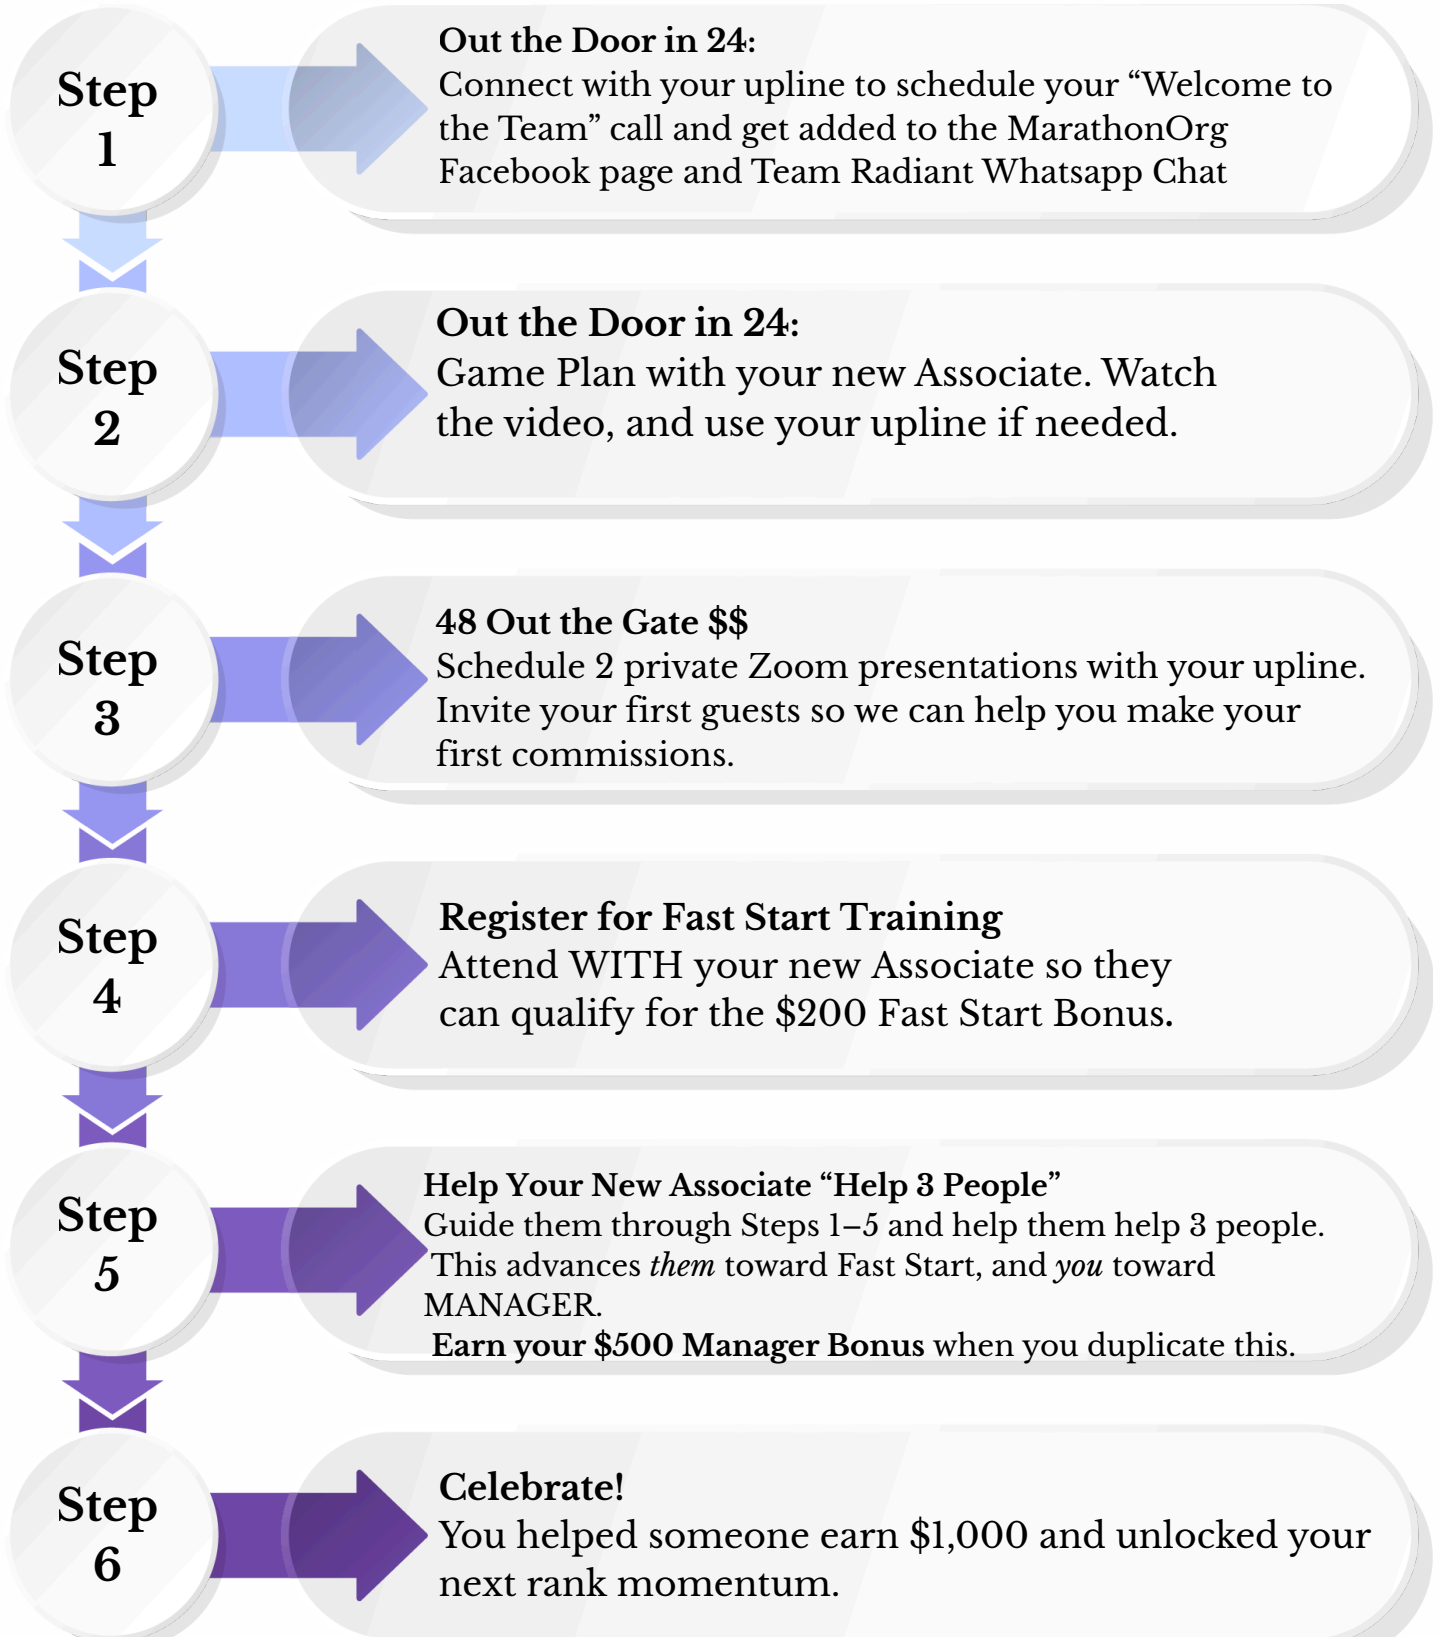 Step
1
Out the Door in 24:
Connect with your upline to schedule your “Welcome to
the Team” call and get added to the MarathonOrg
Facebook page and Team Radiant Whatsapp Chat
Step
2
Out the Door in 24:
Game Plan with your new Associate. Watch
the video, and use your upline if needed.
Step
3
48 Out the Gate $$
Schedule 2 private Zoom presentations with your upline.
Invite your first guests so we can help you make your
first commissions.
Step
4
Register for Fast Start Training
Attend WITH your new Associate so they
can qualify for the $200 Fast Start Bonus.
Step
5
Help Your New Associate “Help 3 People”
Guide them through Steps 1–5 and help them help 3 people.
This advances them toward Fast Start, and you toward
MANAGER.
Earn your $500 Manager Bonus when you duplicate this.
Step
6
Celebrate!
You helped someone earn $1,000 and unlocked your
next rank momentum.